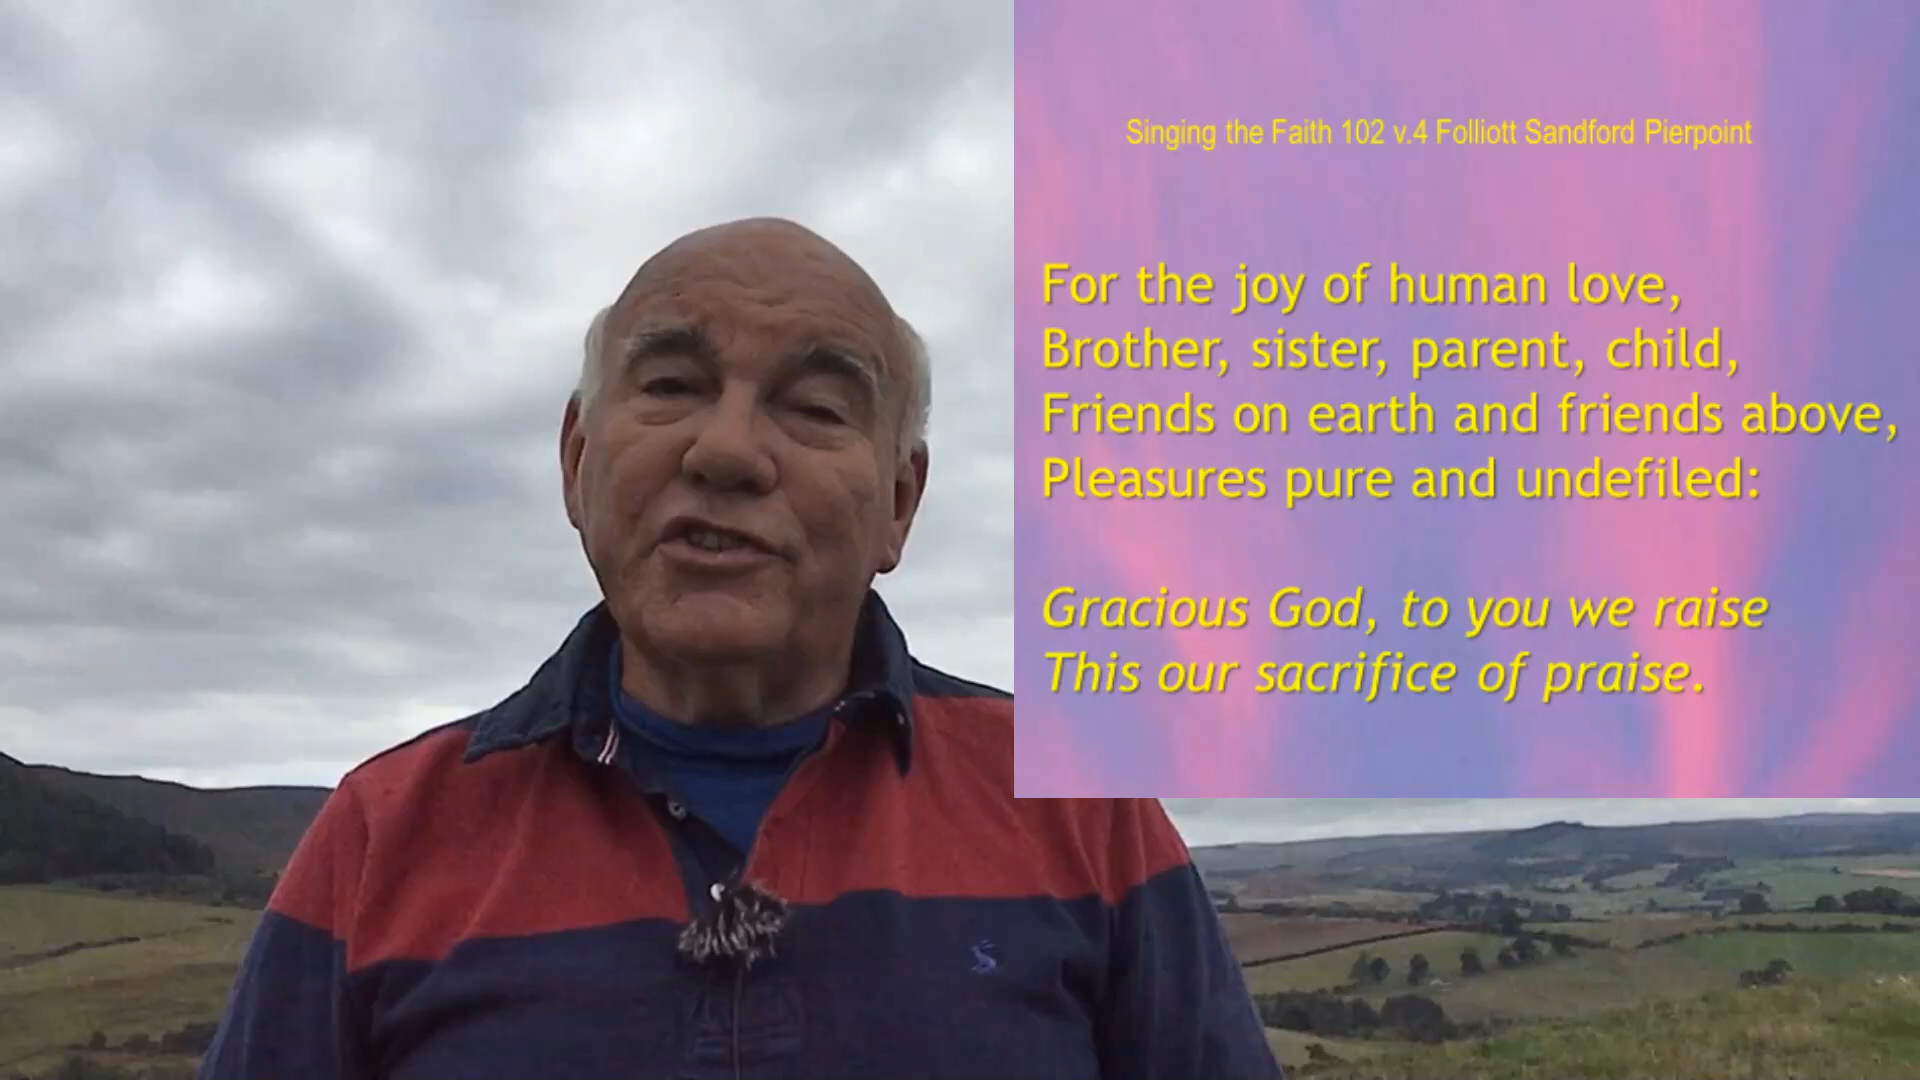 Singing the Faith 102 v.4 Folliott Sandford Pierpoint
For the joy of human love,
Brother, sister, parent, child,
Friends on earth and friends above,
Pleasures pure and undefiled:
Gracious God, to you we raise
This our sacrifice of praise.